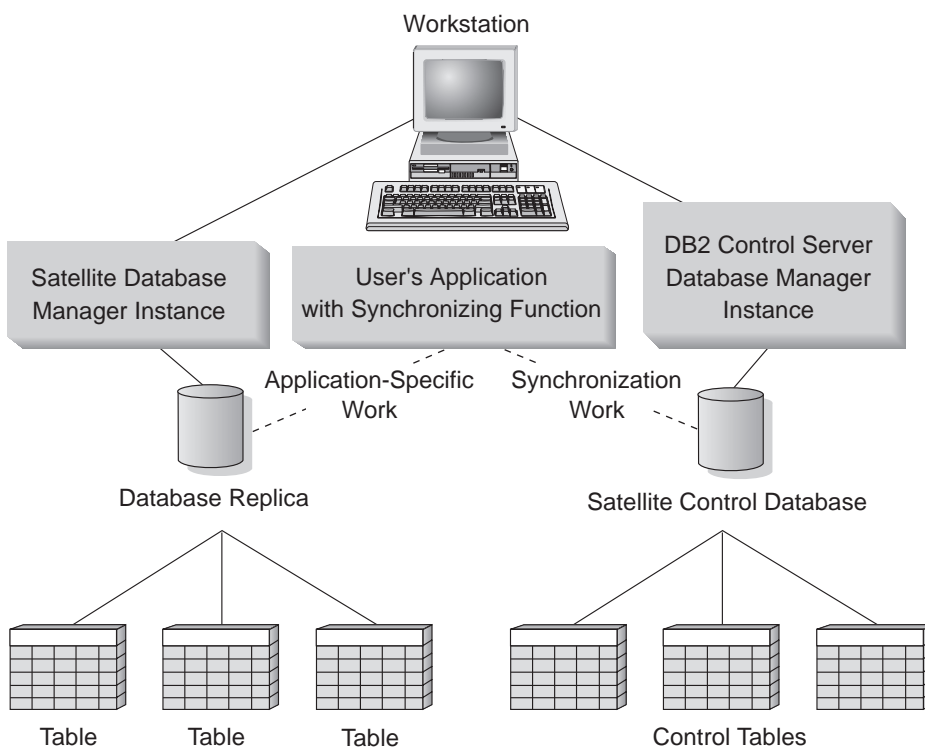 Workstation
Satellite Database
Manager Instance
User's Application
with Synchronizing Function
DB2 Control Server
Database Manager
Instance
Application-Specific
Work
Synchronization
Work
Database Replica
Satellite Control Database
Table
Table
Table
Control Tables